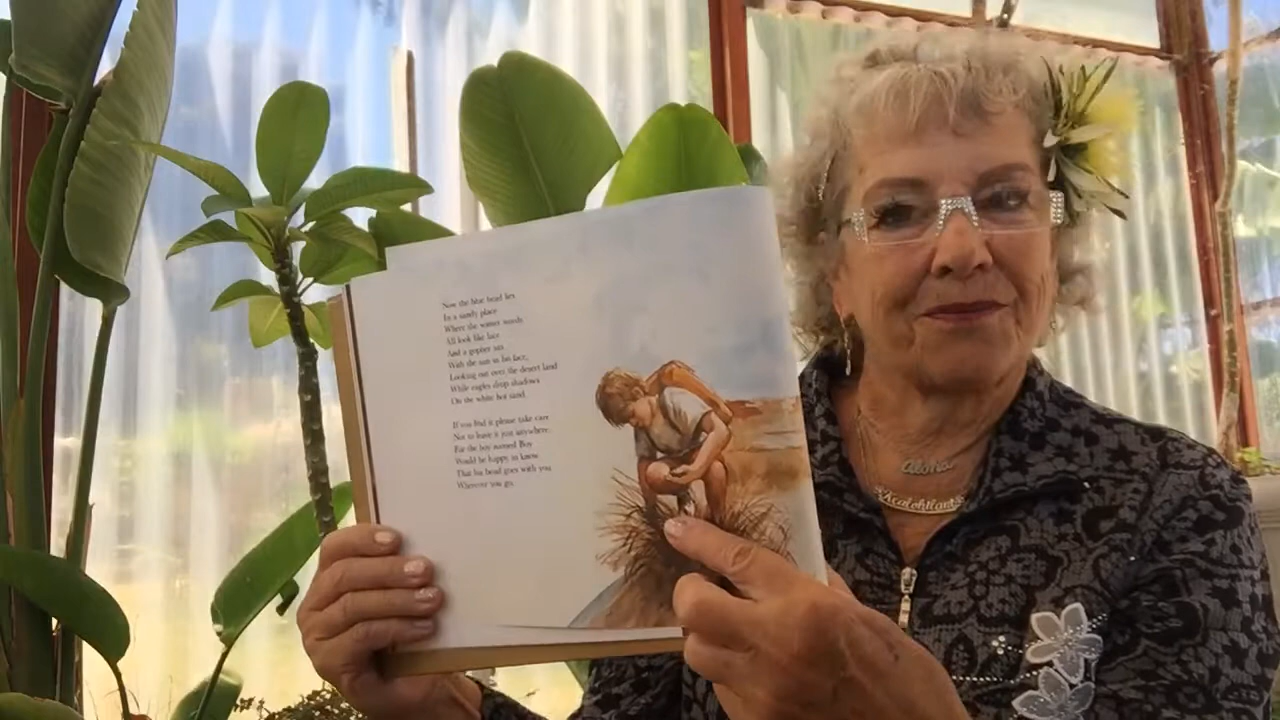 Now the blue bead lies
In a sandy place
Where the winter weeds
All look like lace
And a gopher sits
With the sun in his face,
Looking out over the desert land
While eagles drop shadows
On the white hot sand.
If you find it please take care
Not to leave it just anywhere.
For the boy named Boy
Would be happy to know
That his bead goes with you
Wherever you go.
Aloha